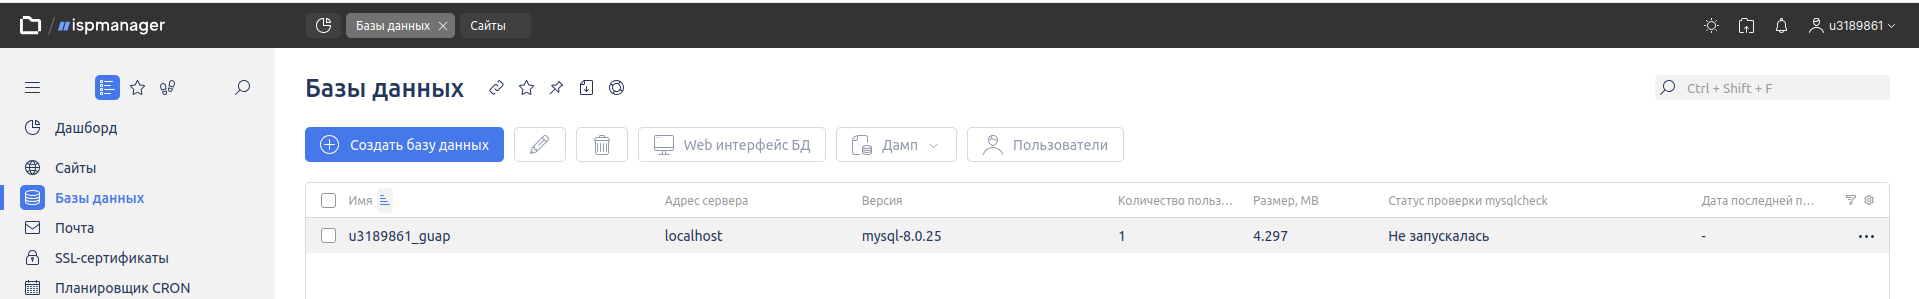 ispmanager
Базы данных
Сайты
u3189861
Базы данных
Ctrl + Shift + F
Дашборд
Создать базу данных
Web интерфейс БД
Дамп
Пользователи
Сайты
Базы данных
Почта
SSL-сертификаты
Планировщик CRON
Имя Адрес сервера Версия Количество польз... Размер, MB Статус проверки mysqlcheck Дата последней п...
u3189861_guap localhost mysql-8.0.25 1 4.297 Не запускалась -